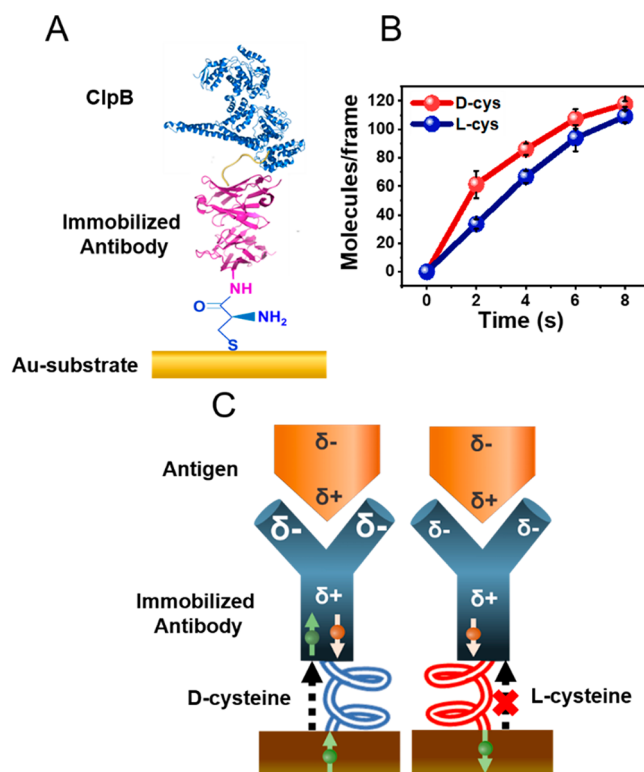 A
ClpB
Immobilized
Antibody
NH
O
NH2
S
Au-substrate
B
Molecules/frame
120
100
80
60
40
20
0
D-cys
L-cys
0 2 4 6 8
Time (s)
C
Antigen
δ-
δ+
δ- δ-
δ+
Immobilized
Antibody
D-cysteine
δ-
δ+
δ- δ-
δ+
L-cysteine